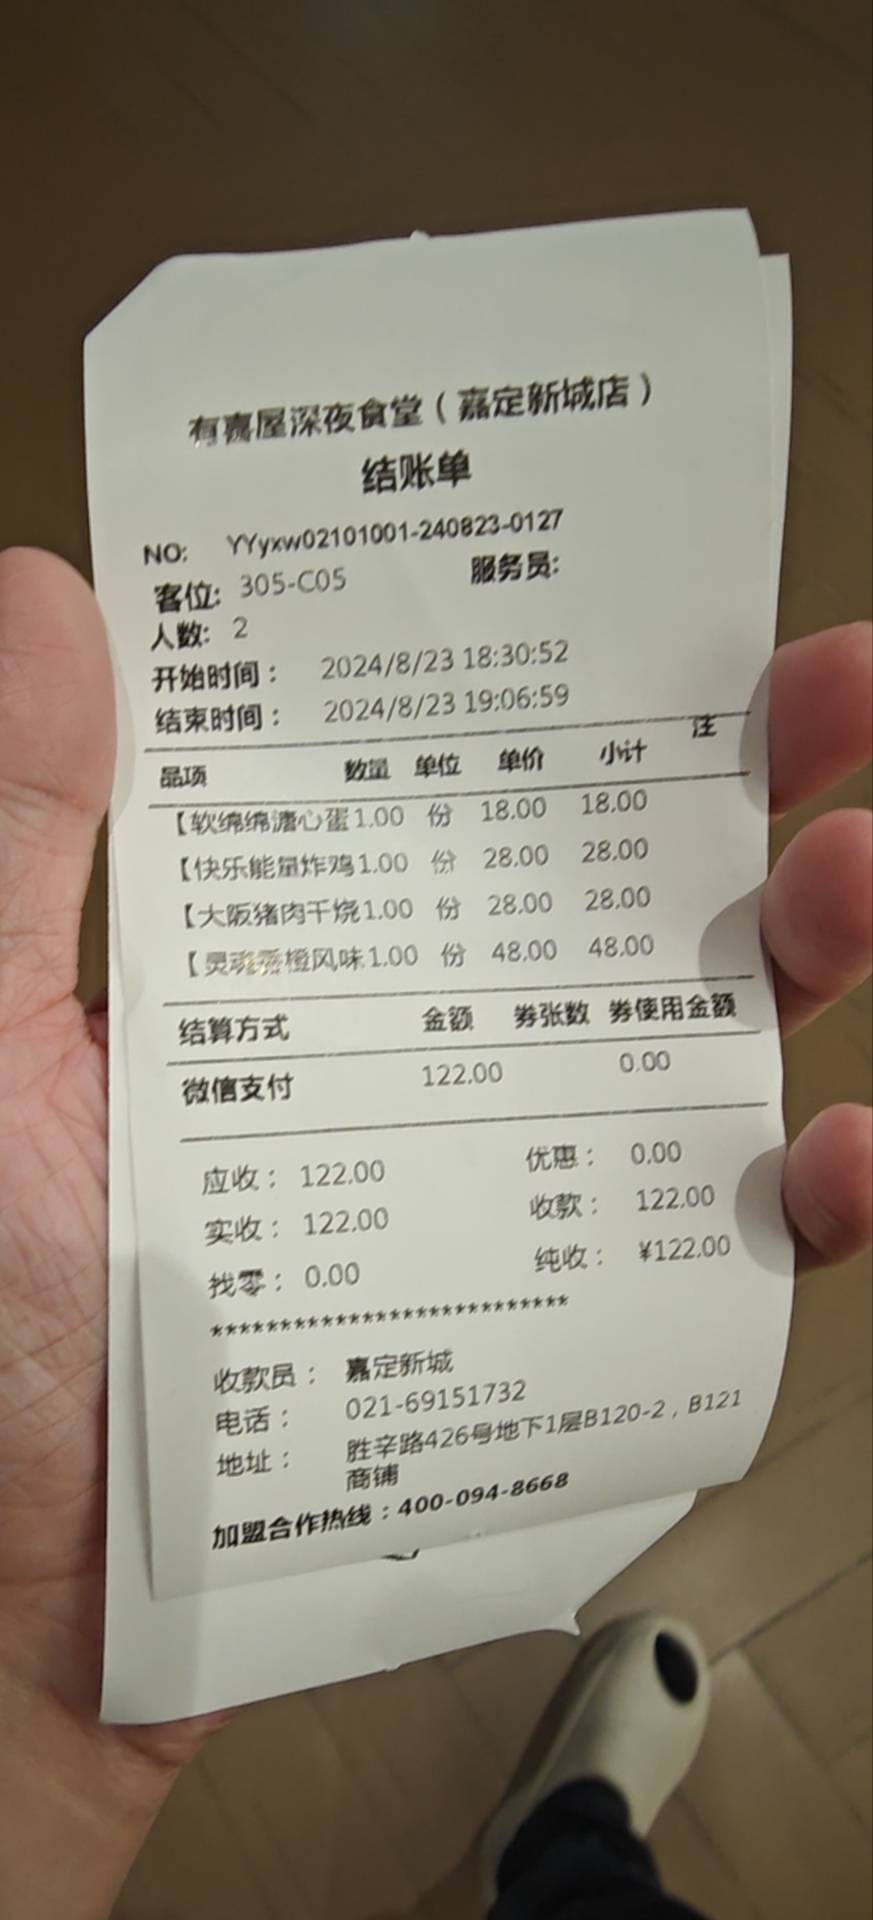 有喜屋深夜食堂（嘉定新城店）
结账单
NO: YYyxw02101001-240823-0127
客位: 305-C05 服务员:
人数: 2
开始时间： 2024/8/23 18:30:52
结束时间： 2024/8/23 19:06:59
品项 数量 单位 单价 小计 注
【软绵绵溏心蛋1.00 份 18.00 18.00
【快乐能量炸鸡1.00 份 28.00 28.00
【大阪猪肉干烧1.00 份 28.00 28.00
【灵魂香橙风味1.00 份 48.00 48.00
结算方式 金额 券张数 券使用金额
微信支付 122.00 0.00
应收： 122.00 优惠： 0.00
实收： 122.00 收款： 122.00
找零： 0.00 纯收： ¥122.00
**************************
收款员： 嘉定新城
电话： 021-69151732
地址： 胜辛路426号地下1层B120-2，B121
商铺
加盟合作热线：400-094-8668